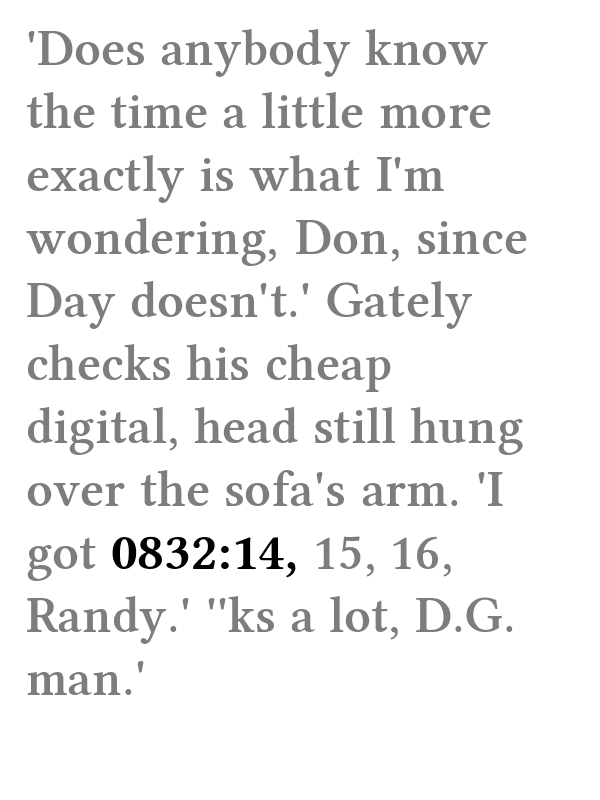 'Does anybody know
the time a little more
exactly is what I'm
wondering, Don, since
Day doesn't.' Gately
checks his cheap
digital, head still hung
over the sofa's arm. 'I
got 0832:14, 15, 16,
Randy.' ''ks a lot, D.G.
man.'